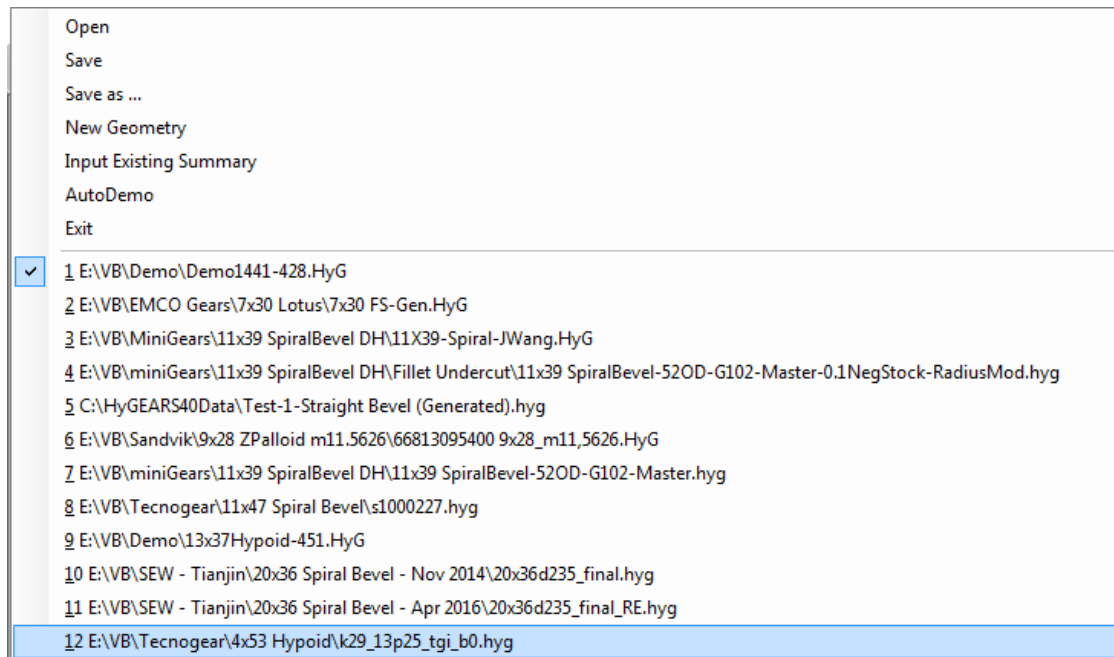 Open
Save
Save as ...
New Geometry
Input Existing Summary
AutoDemo
Exit
1 E:\VB\Demo\Demo1441-428.HyG
2 E:\VB\EMCO Gears\7x30 Lotus\7x30 FS-Gen.HyG
3 E:\VB\MiniGears\11x39 SpiralBevel DH\11X39-Spiral-JWang.HyG
4 E:\VB\miniGears\11x39 SpiralBevel DH\Fillet Undercut\11x39 SpiralBevel-52OD-G102-Master-0.1NegStock-RadiusMod.hyg
5 C:\HyGEARS40Data\Test-1-Straight Bevel (Generated).hyg
6 E:\VB\Sandvik\9x28 ZPalloid m11.5626\66813095400 9x28_m11,5626.HyG
7 E:\VB\miniGears\11x39 SpiralBevel DH\11x39 SpiralBevel-52OD-G102-Master.hyg
8 E:\VB\Tecnogear\11x47 Spiral Bevel\s1000227.hyg
9 E:\VB\Demo\13x37Hypoid-451.HyG
10 E:\VB\SEW - Tianjin\20x36 Spiral Bevel - Nov 2014\20x36d235_final.hyg
11 E:\VB\SEW - Tianjin\20x36 Spiral Bevel - Apr 2016\20x36d235_final_RE.hyg
12 E:\VB\Tecnogear\4x53 Hypoid\k29_13p25_tgi_b0.hyg